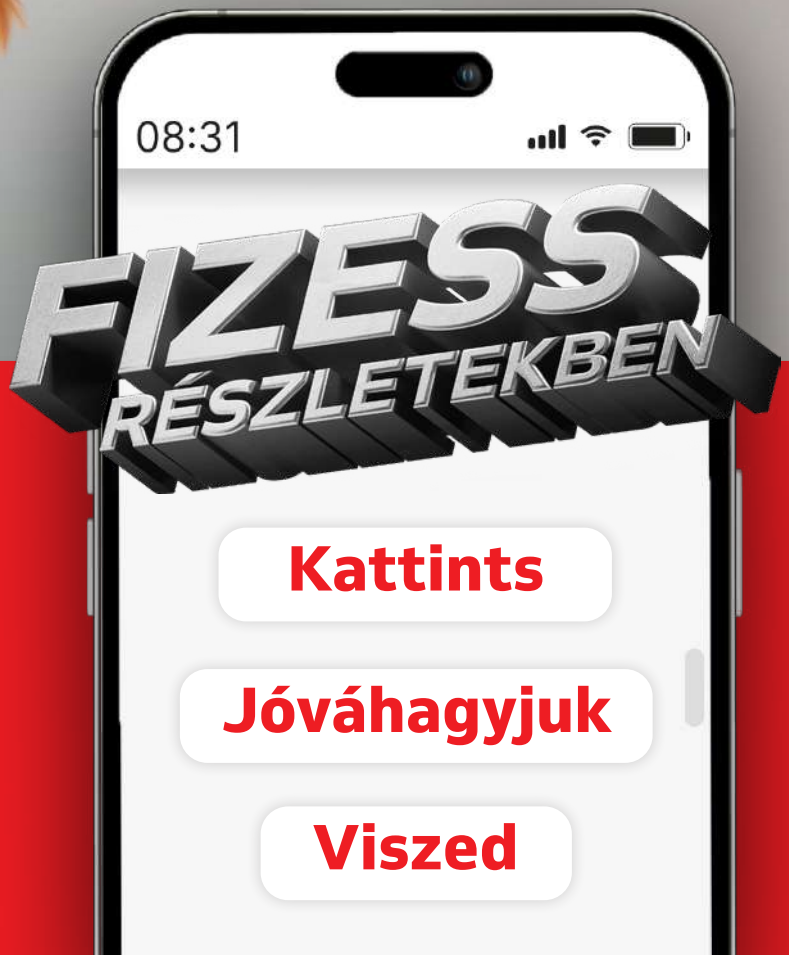 08:31
FIZESS
RÉSZLETEKBEN
Kattints
Jóváhagyjuk
Viszed